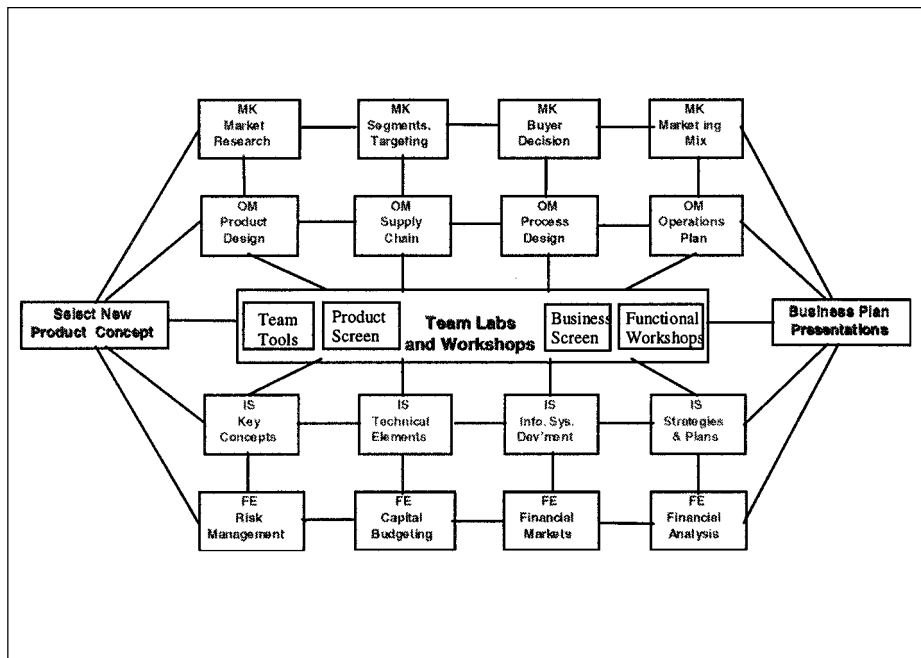 MK
Market
Research
MK
Segments.
Targeting
MK
Buyer
Decision
MK
Market ing
Mix
OM
Product
Design
OM
Supply
Chain
OM
Process
Design
OM
Operations
Plan
Select New
Product Concept
Team
Tools
Product
Screen
Team Labs
and Workshops
Business
Screen
Functional
Workshops
Business Plan
Presentations
IS
Key
Concepts
IS
Technical
Elements
IS
Info. Sys.
Dev'ment
IS
Strategies
& Plans
FE
Risk
Management
FE
Capital
Budgeting
FE
Financial
Markets
FE
Financial
Analysis